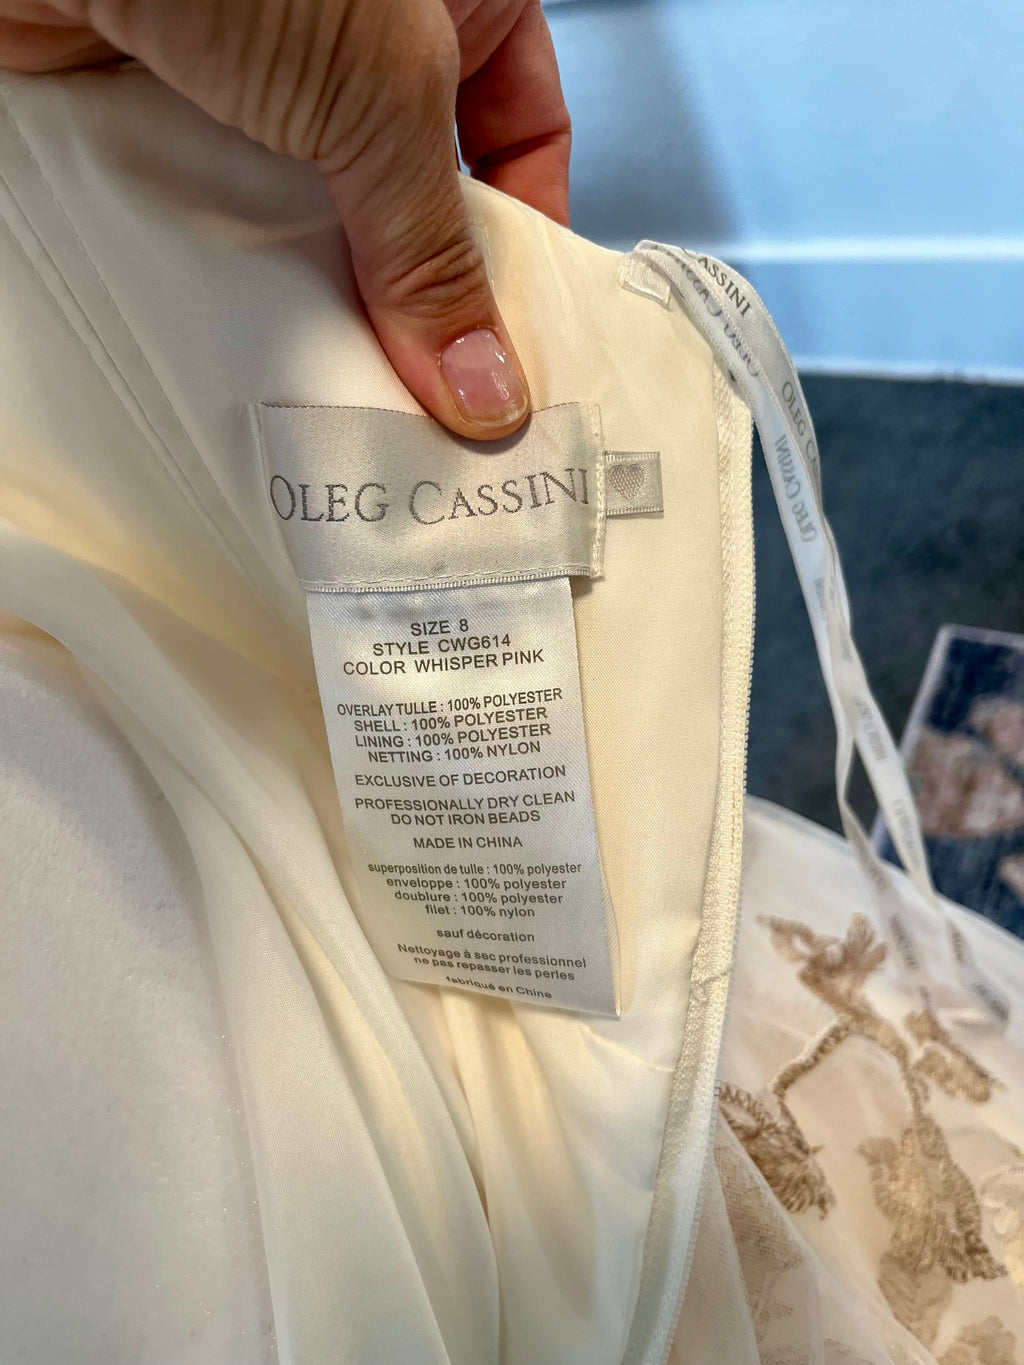 OLEG CASSINI
SIZE 8
STYLE CWG614
COLOR WHISPER PINK
OVERLAY TULLE : 100% POLYESTER
SHELL : 100% POLYESTER
LINING : 100% POLYESTER
NETTING : 100% NYLON
EXCLUSIVE OF DECORATION
PROFESSIONALLY DRY CLEAN
DO NOT IRON BEADS
MADE IN CHINA
superposition de tulle : 100% polyester
enveloppe : 100% polyester
doublure : 100% polyester
filet : 100% nylon
sauf décoration
Nettoyage à sec professionnel
ne pas repasser les perles
fabriqué en Chine
CASSINI
OLEG
OLEG CASSINI